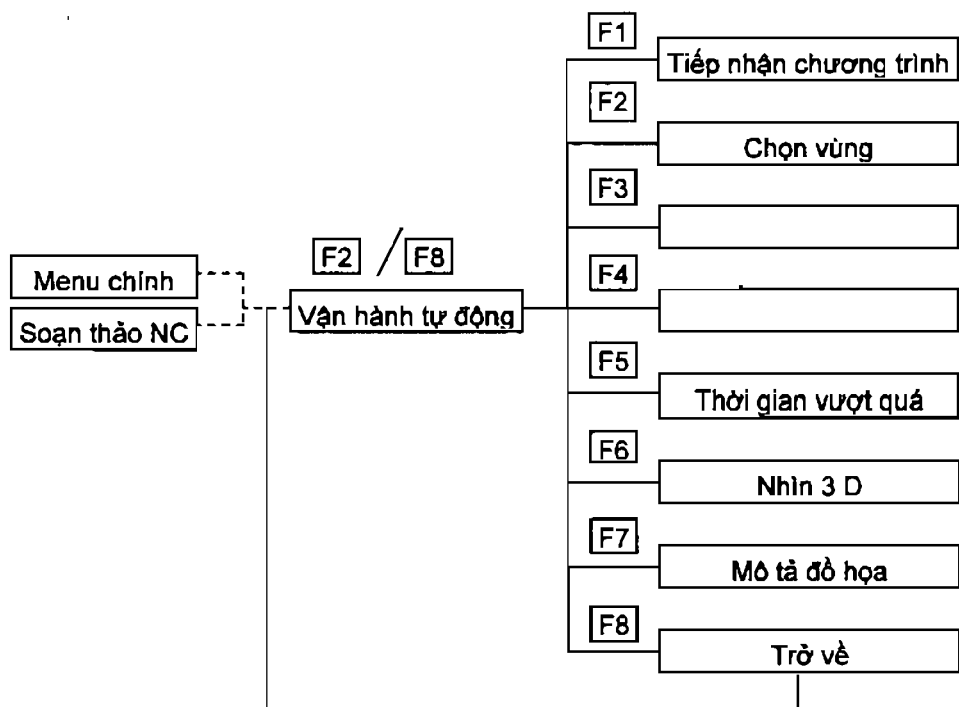 F1
Tiếp nhận chương trình
F2
Chọn vùng
F3
F2 / F8
Menu chính
F4
Soạn thảo NC
Vận hành tự động
F5
Thời gian vượt quá
F6
Nhìn 3 D
F7
Mô tả đồ họa
F8
Trở về